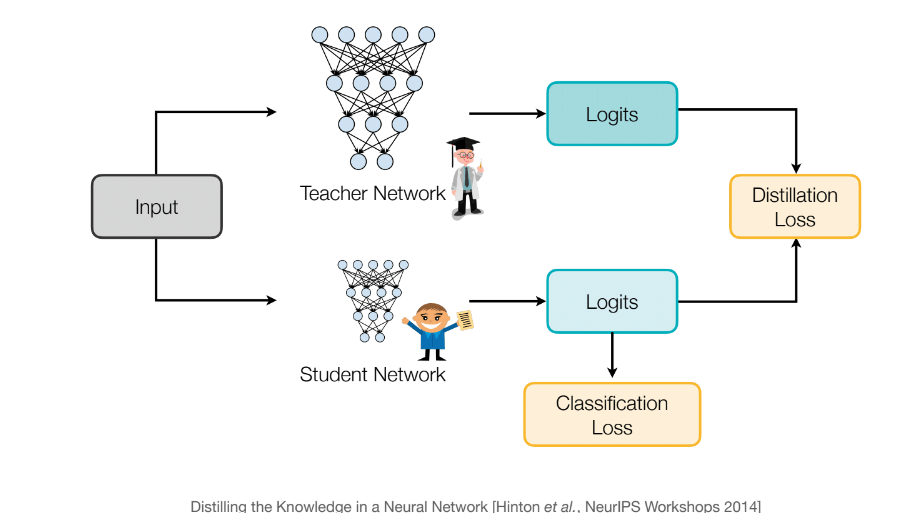 Logits
Teacher Network
Input
Distillation
Loss
Logits
Student Network
Classification
Loss
Distilling the Knowledge in a Neural Network [Hinton et al., NeurIPS Workshops 2014]